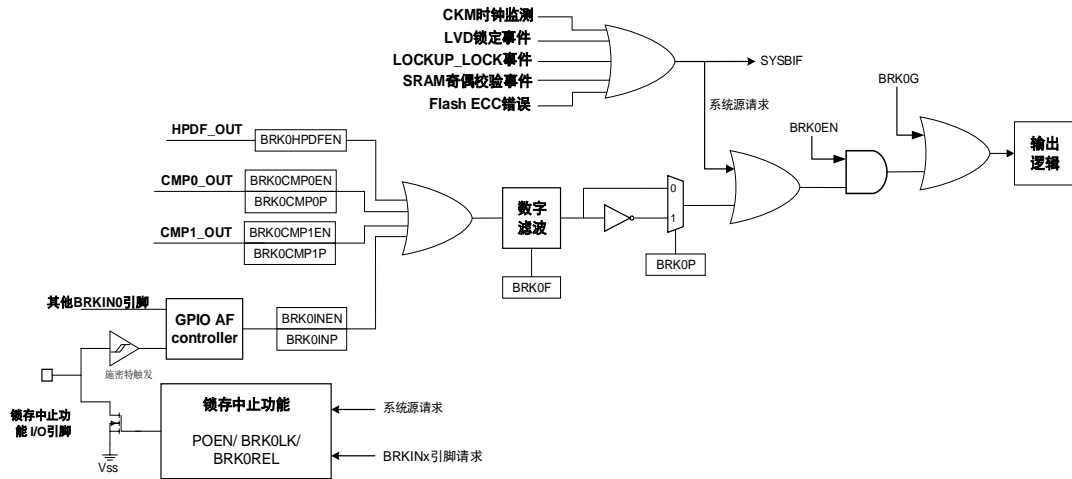 CKM时钟监测
LVD锁定事件
LOCKUP_LOCK事件
SRAM奇偶校验事件
Flash ECC错误
SYSBIF
系统源请求
BRK0G
BRK0EN
输出
逻辑
HPDF_OUT
BRK0HPDFEN
CMP0_OUT
BRK0CMP0EN
BRK0CMP0P
CMP1_OUT
BRK0CMP1EN
BRK0CMP1P
数字
滤波
0
1
BRK0F
BRK0P
其他BRKIN0引脚
GPIO AF
controller
BRK0INEN
BRK0INP
施密特触发
锁存中止功
能 I/O引脚
Vss
锁存中止功能
POEN/ BRK0LK/
BRK0REL
系统源请求
BRKINx引脚请求